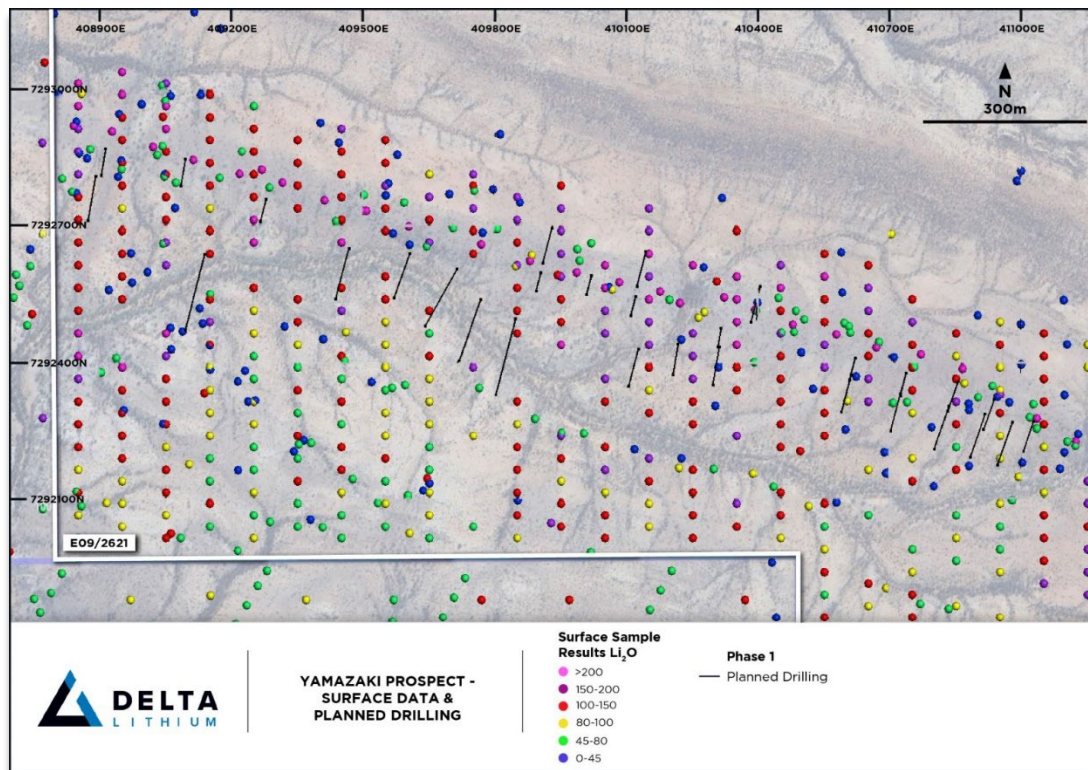 408900E 409200E 409500E 409800E 410100E 410400E 410700E 411000E
7293000N
N
300m
7292700N
7292400N
7292100N
E09/2621
DELTA
LITHIUM
YAMAZAKI PROSPECT -
SURFACE DATA &
PLANNED DRILLING
Surface Sample
Results Li₂O
>200
150-200
100-150
80-100
45-80
0-45
Phase 1
Planned Drilling